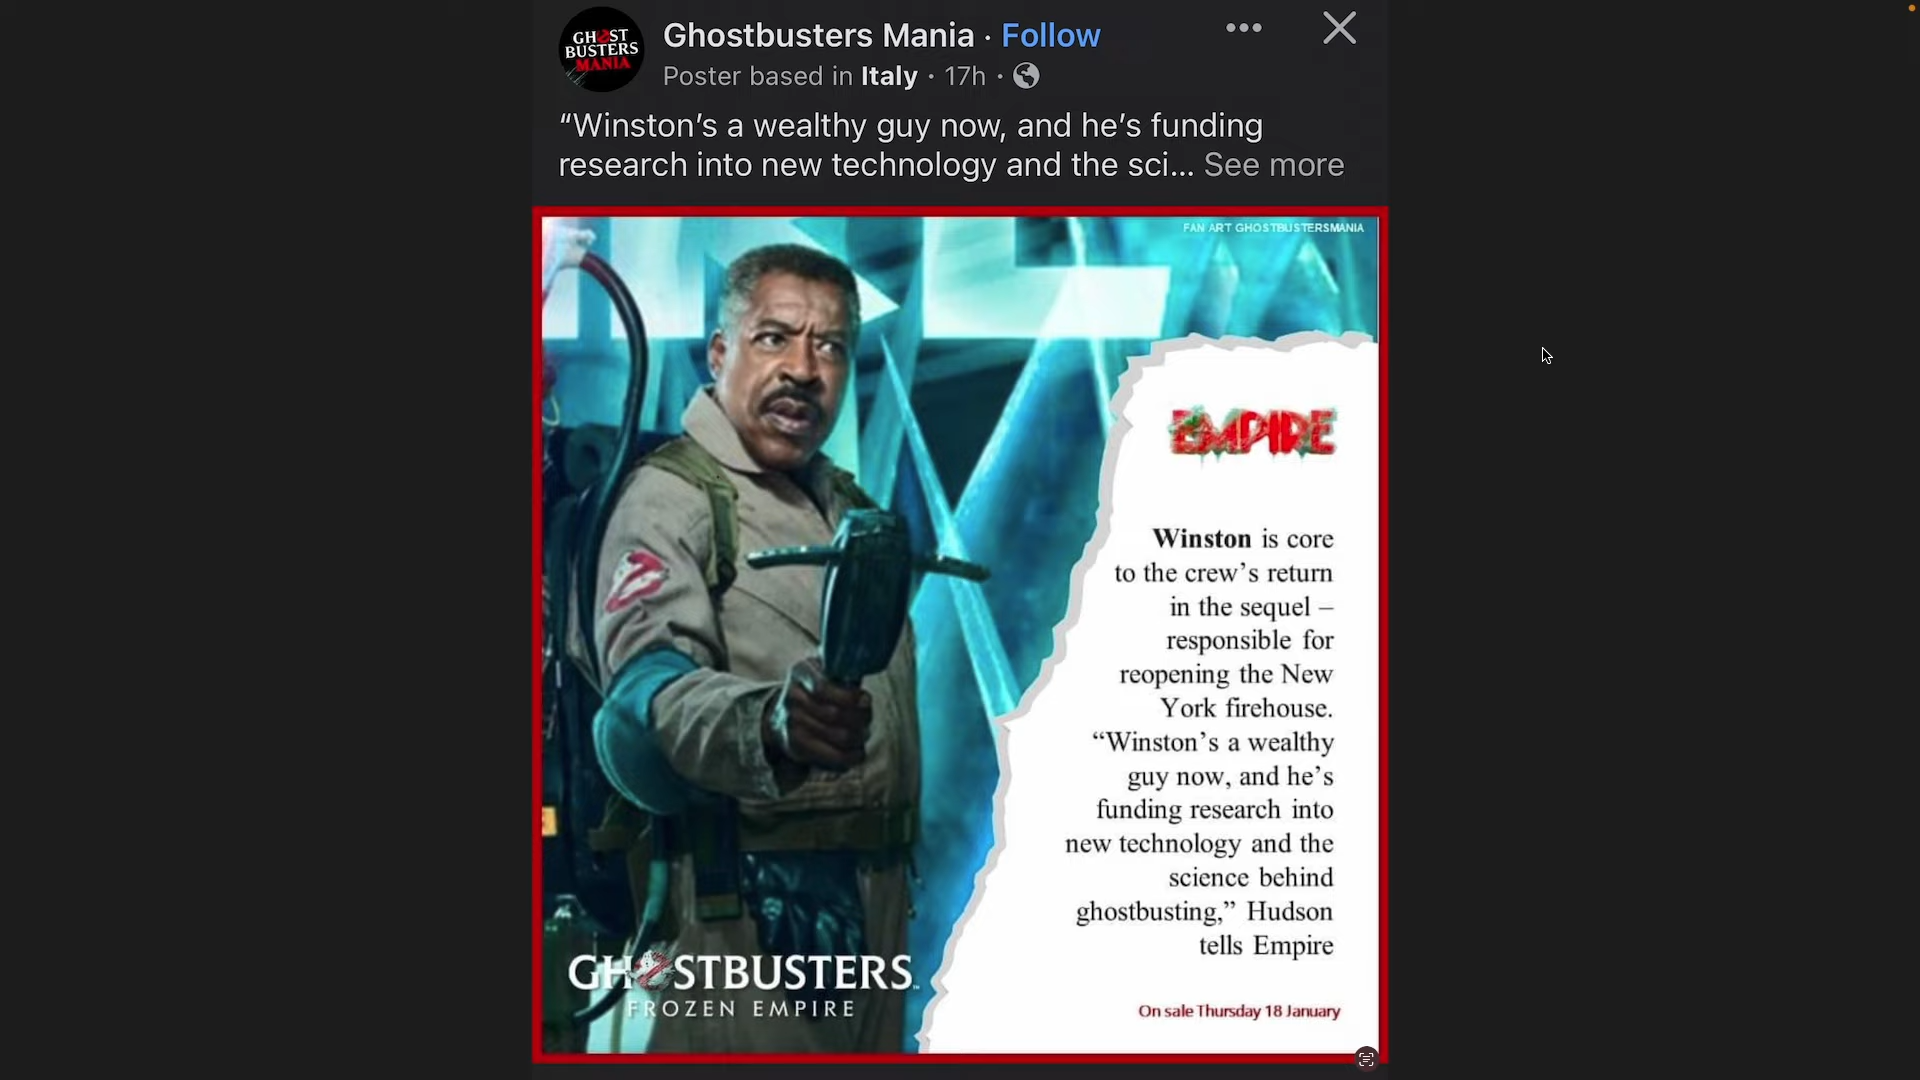 GHOST
BUSTERS
MANIA
Ghostbusters Mania · Follow
Poster based in Italy · 17h ·
“Winston’s a wealthy guy now, and he’s funding
research into new technology and the sci... See more
FAN ART GHOSTBUSTERSMANIA
EMPIRE
Winston is core
to the crew’s return
in the sequel –
responsible for
reopening the New
York firehouse.
“Winston’s a wealthy
guy now, and he’s
funding research into
new technology and the
science behind
ghostbusting,” Hudson
tells Empire
GHOSTBUSTERS
FROZEN EMPIRE
On sale Thursday 18 January